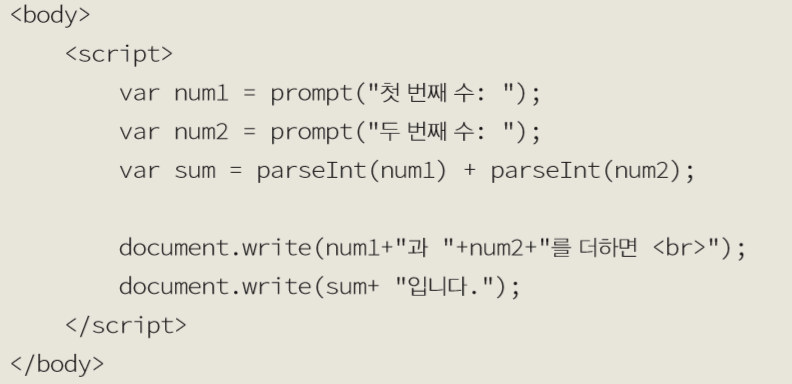 <body>
<script>
var num1 = prompt("첫 번째 수: ");
var num2 = prompt("두 번째 수: ");
var sum = parseInt(num1) + parseInt(num2);
document.write(num1+"과 "+num2+"를 더하면 <br>");
document.write(sum+ "입니다.");
</script>
</body>